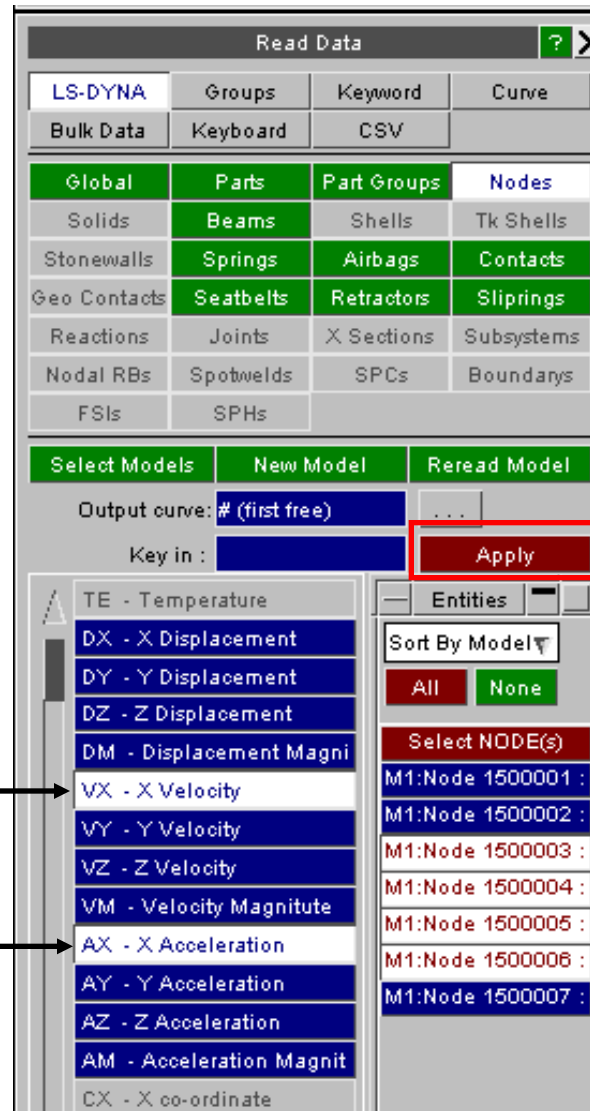 Read Data ? X
LS-DYNA Groups Keyword Curve
Bulk Data Keyboard CSV
Global Parts Part Groups Nodes
Solids Beams Shells Tk Shells
Stonewalls Springs Airbags Contacts
Geo Contacts Seatbelts Retractors Sliprings
Reactions Joints X Sections Subsystems
Nodal RBs Spotwelds SPCs Boundarys
FSIs SPHs
Select Models New Model Reread Model
Output curve: # (first free) ...
Key in : Apply
TE - Temperature
DX - X Displacement
DY - Y Displacement
DZ - Z Displacement
DM - Displacement Magni
VX - X Velocity
VY - Y Velocity
VZ - Z Velocity
VM - Velocity Magnitute
AX - X Acceleration
AY - Y Acceleration
AZ - Z Acceleration
AM - Acceleration Magnit
CX - X co-ordinate
Entities
Sort By Model
All None
Select NODE(s)
M1:Node 1500001 :
M1:Node 1500002 :
M1:Node 1500003 :
M1:Node 1500004 :
M1:Node 1500005 :
M1:Node 1500006 :
M1:Node 1500007 :